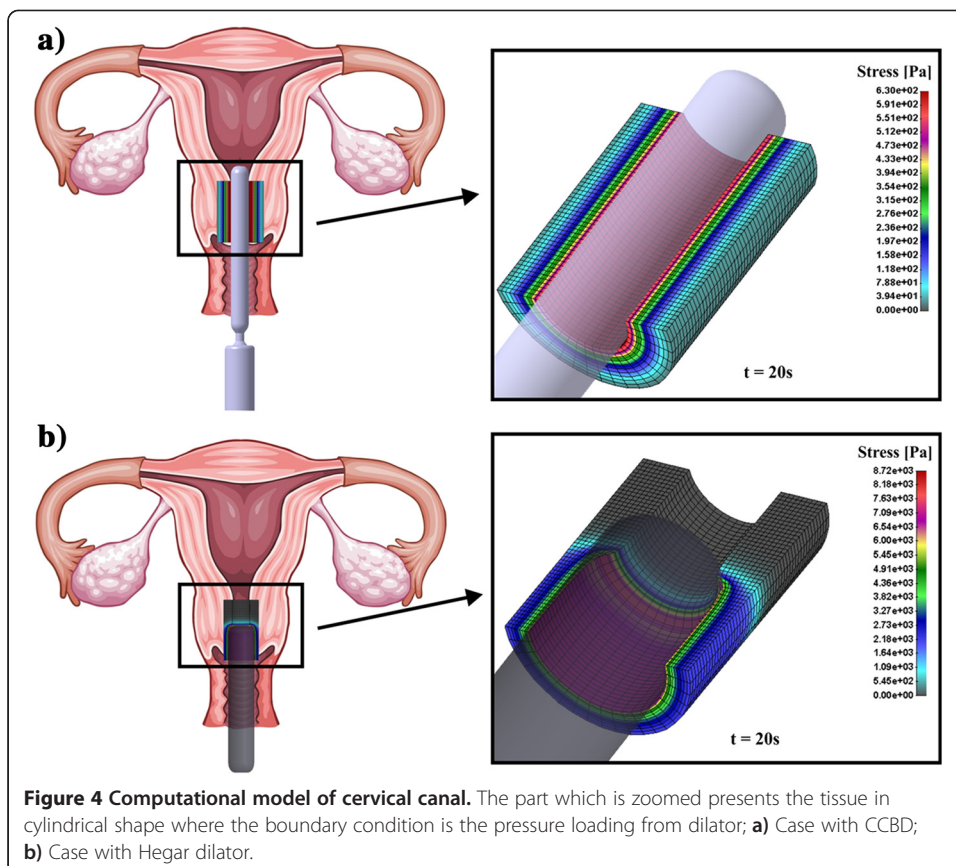 a)
Stress [Pa]
6.30e+02
5.91e+02
5.51e+02
5.12e+02
4.73e+02
4.33e+02
3.94e+02
3.54e+02
3.15e+02
2.76e+02
2.36e+02
1.97e+02
1.58e+02
1.18e+02
7.88e+01
3.94e+01
0.00e+00
t = 20s
b)
Stress [Pa]
8.72e+03
8.18e+03
7.63e+03
7.09e+03
6.54e+03
6.00e+03
5.45e+03
4.91e+03
4.36e+03
3.82e+03
3.27e+03
2.73e+03
2.18e+03
1.64e+03
1.09e+03
5.45e+02
0.00e+00
t = 20s
Figure 4 Computational model of cervical canal. The part which is zoomed presents the tissue in
cylindrical shape where the boundary condition is the pressure loading from dilator; a) Case with CCBD;
b) Case with Hegar dilator.